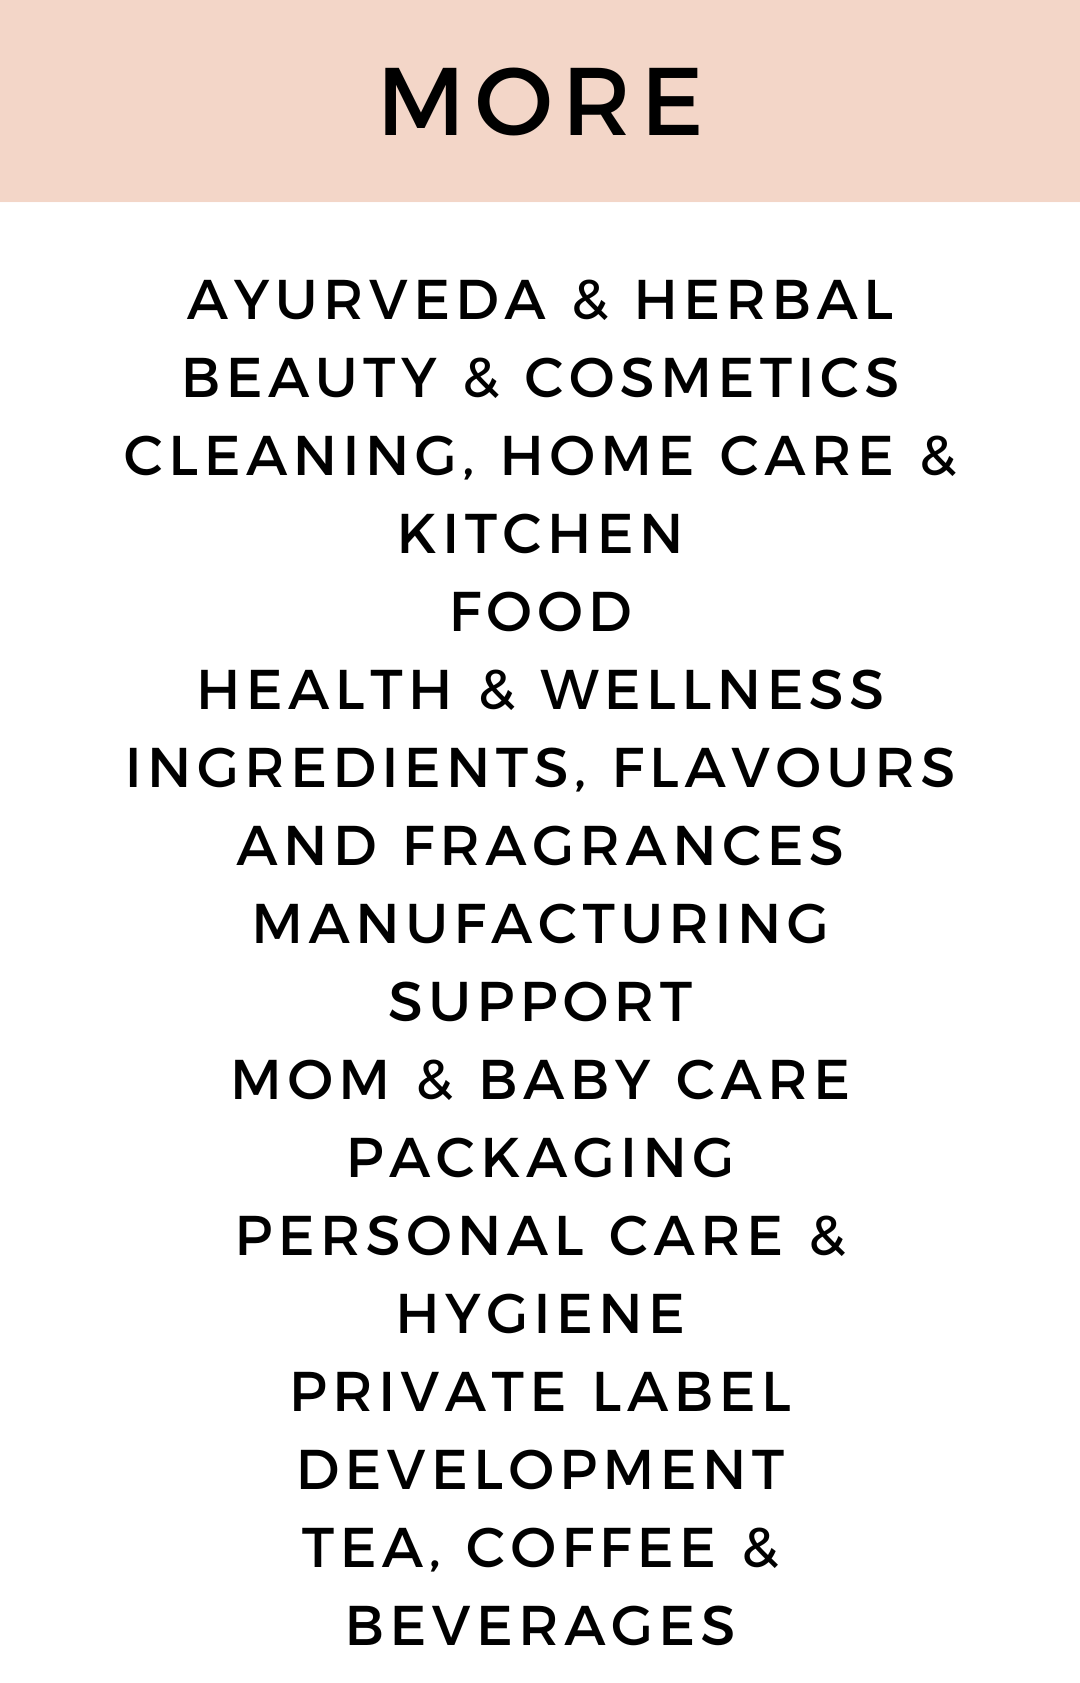 MORE
AYURVEDA & HERBAL
BEAUTY & COSMETICS
CLEANING, HOME CARE &
KITCHEN
FOOD
HEALTH & WELLNESS
INGREDIENTS, FLAVOURS
AND FRAGRANCES
MANUFACTURING
SUPPORT
MOM & BABY CARE
PACKAGING
PERSONAL CARE &
HYGIENE
PRIVATE LABEL
DEVELOPMENT
TEA, COFFEE &
BEVERAGES